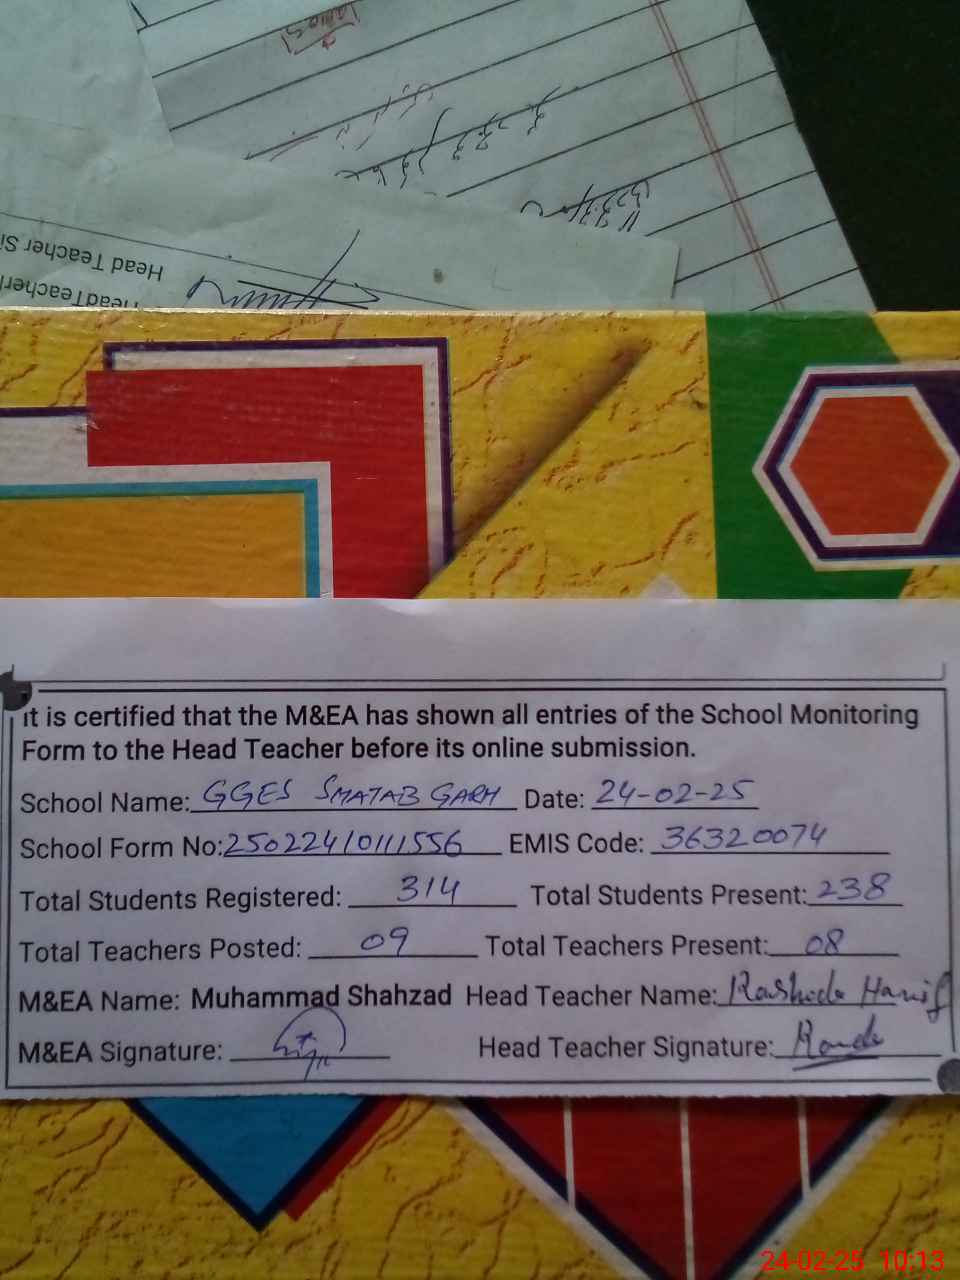 Head Teacher Si
Head Teacher
It is certified that the M&EA has shown all entries of the School Monitoring
Form to the Head Teacher before its online submission.
School Name: GGES SMATAB GARH Date: 24-02-25
School Form No: 25022410111556 EMIS Code: 36320074
Total Students Registered: 314 Total Students Present: 238
Total Teachers Posted: 09 Total Teachers Present: 08
M&EA Name: Muhammad Shahzad Head Teacher Name: Rashida Hanif
M&EA Signature: Head Teacher Signature:
24-02-25 10:13